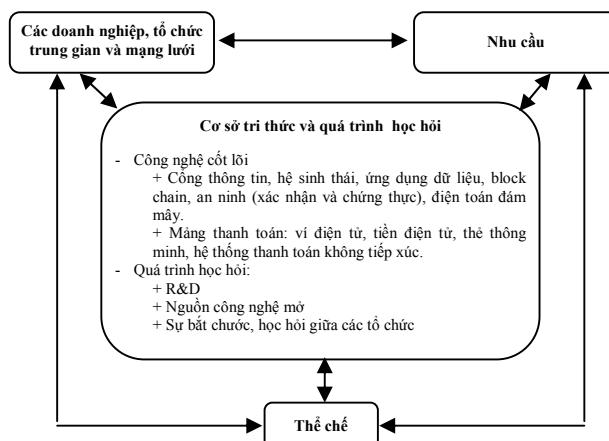 Các doanh nghiệp, tổ chức
trung gian và mạng lưới
Nhu cầu
Cơ sở tri thức và quá trình học hỏi
- Công nghệ cốt lõi
+ Cổng thông tin, hệ sinh thái, ứng dụng dữ liệu, block
chain, an ninh (xác nhận và chứng thực), điện toán đám
mây.
+ Mảng thanh toán: ví điện tử, tiền điện tử, thẻ thông
minh, hệ thống thanh toán không tiếp xúc.
- Quá trình học hỏi:
+ R&D
+ Nguồn công nghệ mở
+ Sự bắt chước, học hỏi giữa các tổ chức
Thể chế